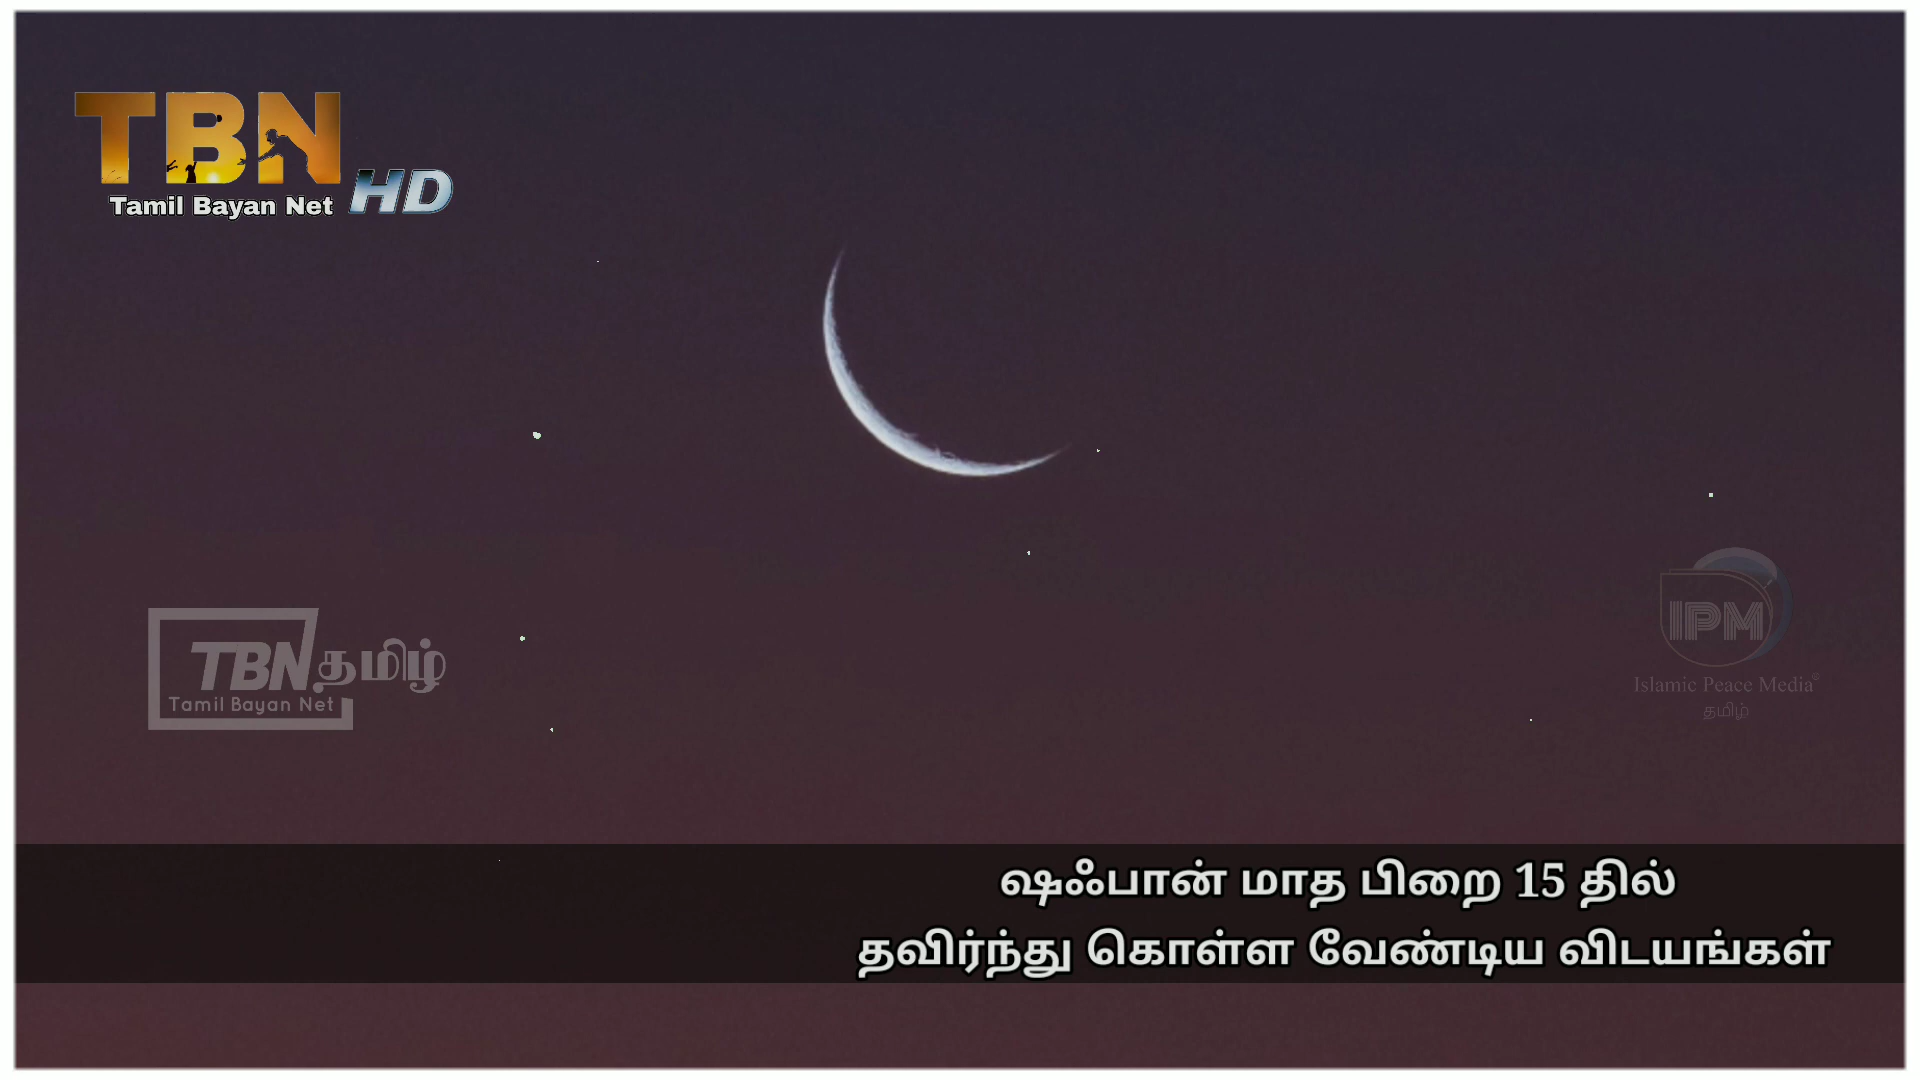 TBN HD
Tamil Bayan Net
TBN தமிழ்
Tamil Bayan Net
IPM
Islamic Peace Media©
தமிழ்
ஷஃபான் மாத பிறை 15 தில்
தவிர்ந்து கொள்ள வேண்டிய விடயங்கள்